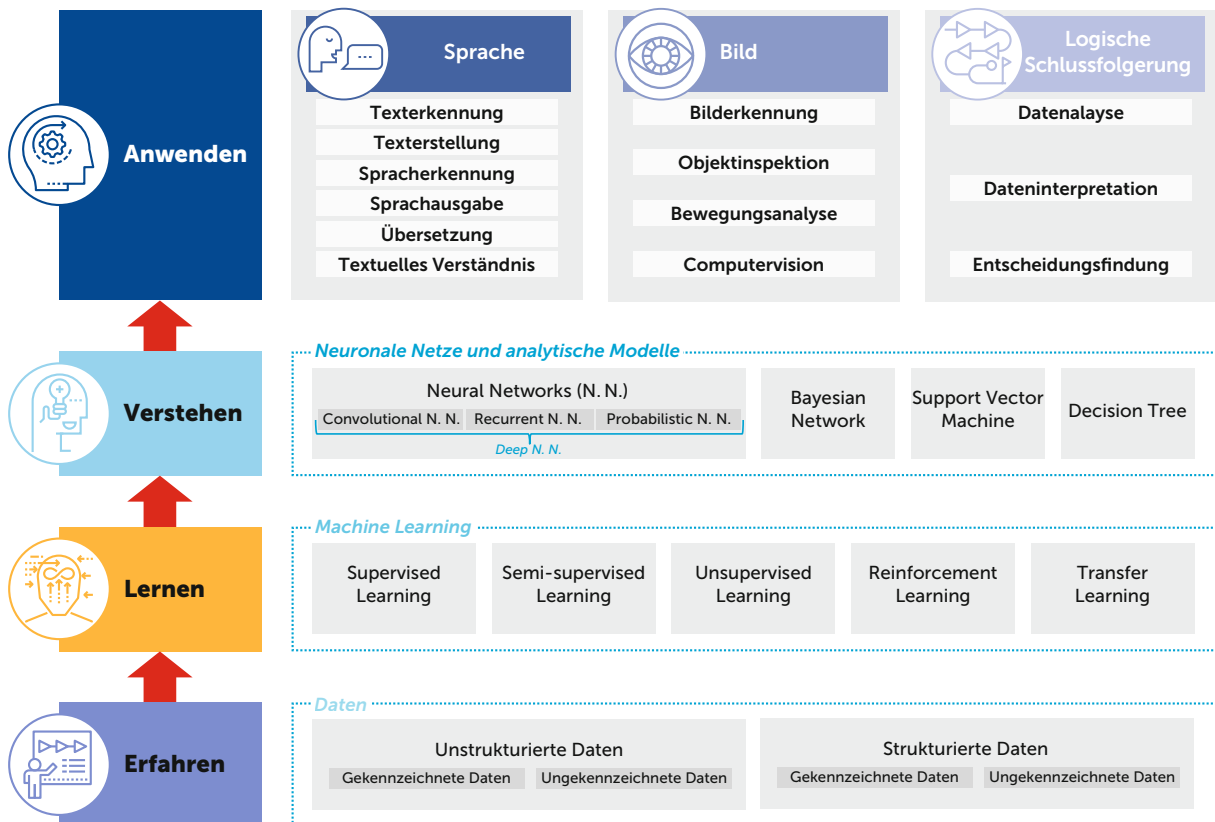 Anwenden
Sprache
Texterkennung
Texterstellung
Spracherkennung
Sprachausgabe
Übersetzung
Textuelles Verständnis
Bild
Bilderkennung
Objektinspektion
Bewegungsanalyse
Computervision
Logische
Schlussfolgerung
Datenalayse
Dateninterpretation
Entscheidungsfindung
Verstehen
Neuronale Netze und analytische Modelle
Neural Networks (N. N.)
Convolutional N. N.
Recurrent N. N.
Probabilistic N. N.
Deep N. N.
Bayesian
Network
Support Vector
Machine
Decision Tree
Lernen
Machine Learning
Supervised
Learning
Semi-supervised
Learning
Unsupervised
Learning
Reinforcement
Learning
Transfer
Learning
Erfahren
Daten
Unstrukturierte Daten
Gekennzeichnete Daten
Ungekennzeichnete Daten
Strukturierte Daten
Gekennzeichnete Daten
Ungekennzeichnete Daten